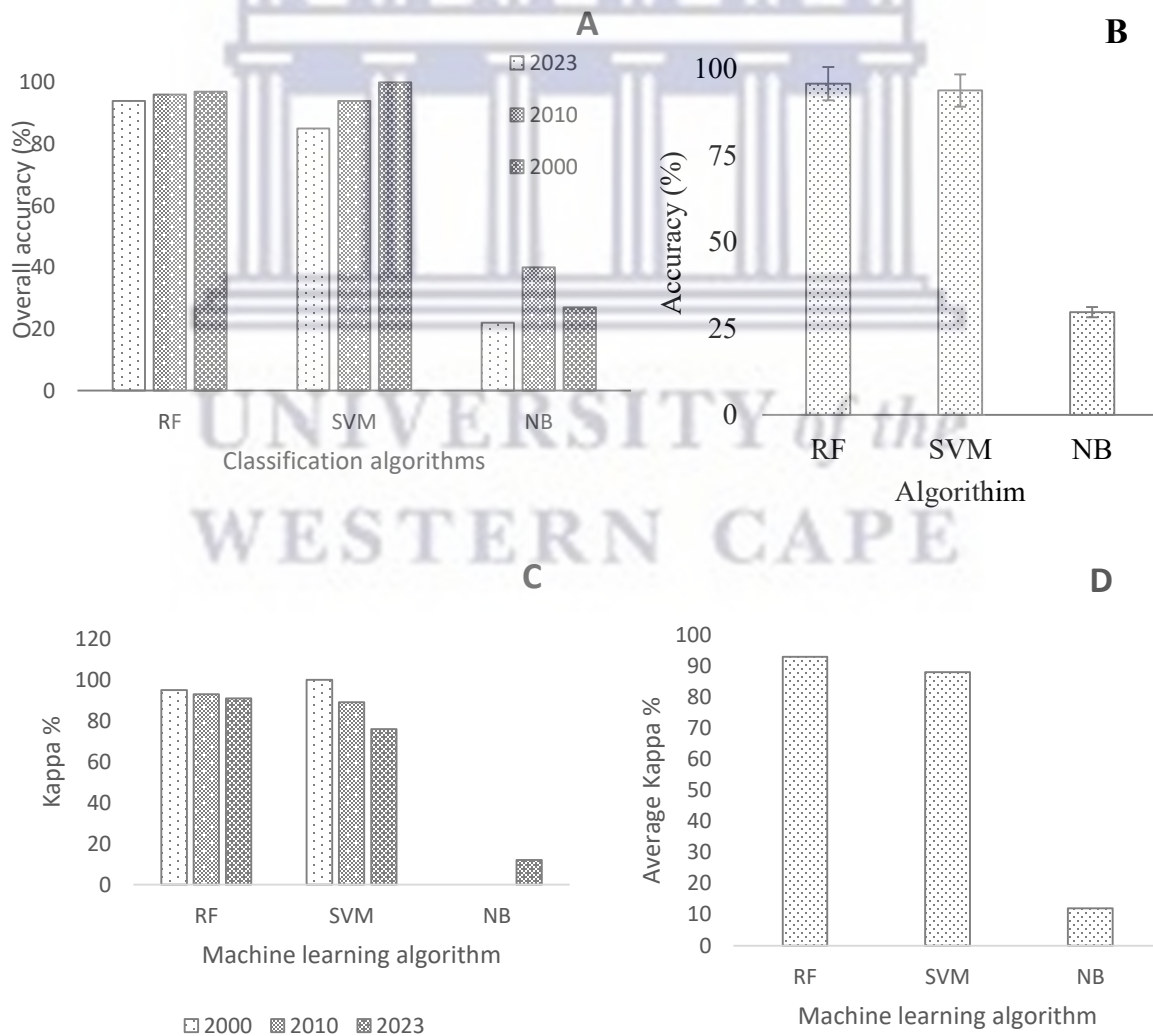 A
2023
2010
2000
100
80
60
40
20
0
Overall accuracy (%)
RF
SVM
NB
Classification algorithms
B
100
75
50
25
0
Accuracy (%)
RF
SVM
NB
Algorithim
UNIVERSITY of the
WESTERN CAPE
C
120
100
80
60
40
20
0
Kappa %
RF
SVM
NB
Machine learning algorithm
2000 2010 2023
D
100
90
80
70
60
50
40
30
20
10
0
Average Kappa %
RF
SVM
NB
Machine learning algorithm